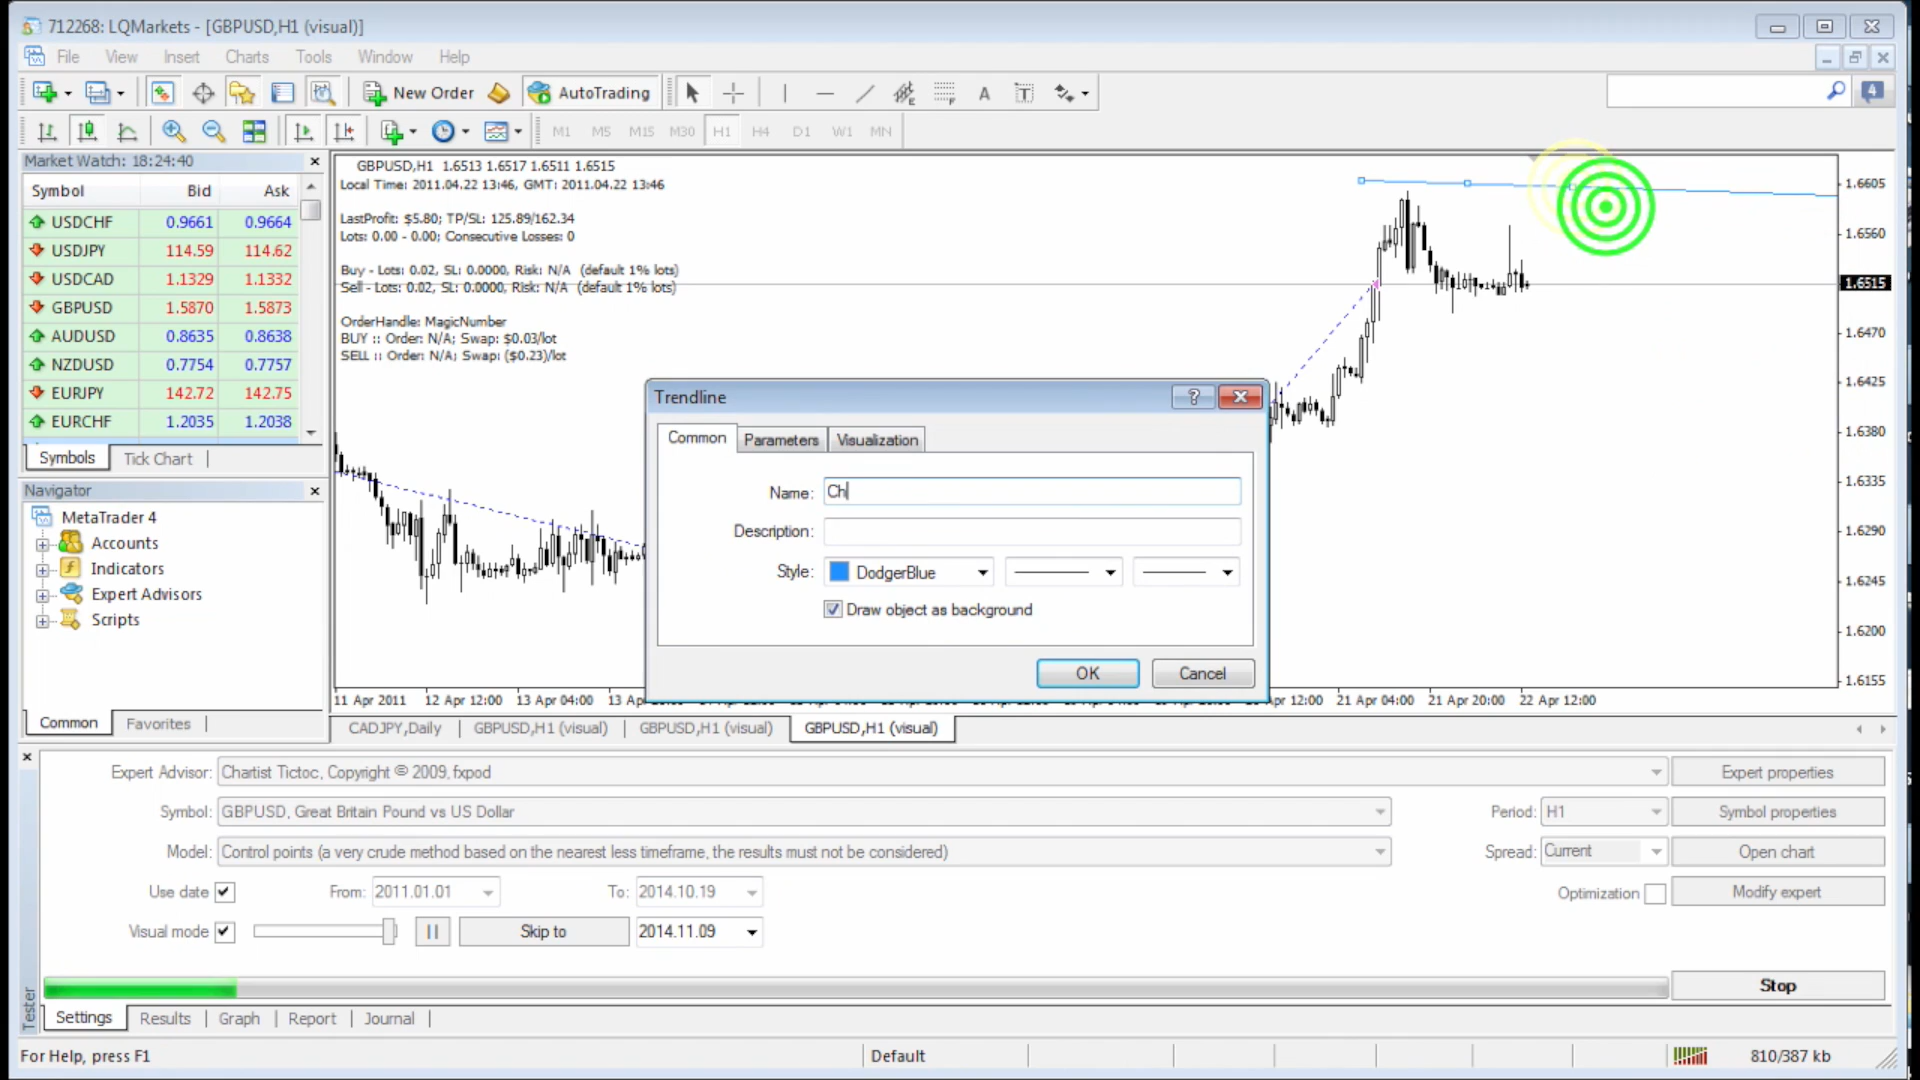 712268: LQMarkets - [GBPUSD,H1 (visual)]
File View Insert Charts Tools Window Help
New Order AutoTrading A T 4
M1 M5 M15 M30 H1 H4 D1 W1 MN
Market Watch: 18:24:40
Symbol Bid Ask
USDCHF 0.9661 0.9664
USDJPY 114.59 114.62
USDCAD 1.1329 1.1332
GBPUSD 1.5870 1.5873
AUDUSD 0.8635 0.8638
NZDUSD 0.7754 0.7757
EURJPY 142.72 142.75
EURCHF 1.2035 1.2038
Symbols Tick Chart
Navigator
MetaTrader 4
Accounts
Indicators
Expert Advisors
Scripts
Common Favorites
GBPUSD,H1 1.6513 1.6517 1.6511 1.6515
Local Time: 2011.04.22 13:46, GMT: 2011.04.22 13:46
LastProfit: $5.80; TP/SL: 125.89/162.34
Lots: 0.00 - 0.00; Consecutive Losses: 0
Buy - Lots: 0.02, SL: 0.0000, Risk: N/A (default 1% lots)
Sell - Lots: 0.02, SL: 0.0000, Risk: N/A (default 1% lots)
OrderHandle: MagicNumber
BUY :: Order: N/A; Swap: $0.03/lot
SELL :: Order: N/A; Swap: ($0.23)/lot
1.6605
1.6560
1.6515
1.6470
1.6425
1.6380
1.6335
1.6290
1.6245
1.6200
1.6155
Trendline
Common Parameters Visualization
Name: Ch
Description:
Style: DodgerBlue
Draw object as background
OK Cancel
11 Apr 2011 12 Apr 12:00 13 Apr 04:00 13 Apr 12:00 21 Apr 04:00 21 Apr 20:00 22 Apr 12:00
CADJPY,Daily GBPUSD,H1 (visual) GBPUSD,H1 (visual) GBPUSD,H1 (visual)
Expert Advisor: Chartist Tictoc, Copyright © 2009, fxpod Expert properties
Symbol: GBPUSD, Great Britain Pound vs US Dollar Period: H1 Symbol properties
Model: Control points (a very crude method based on the nearest less timeframe, the results must not be considered) Spread: Current Open chart
Use date From: 2011.01.01 To: 2014.10.19 Optimization Modify expert
Visual mode Skip to 2014.11.09
Stop
Tester
Settings Results Graph Report Journal
For Help, press F1 Default 810/387 kb